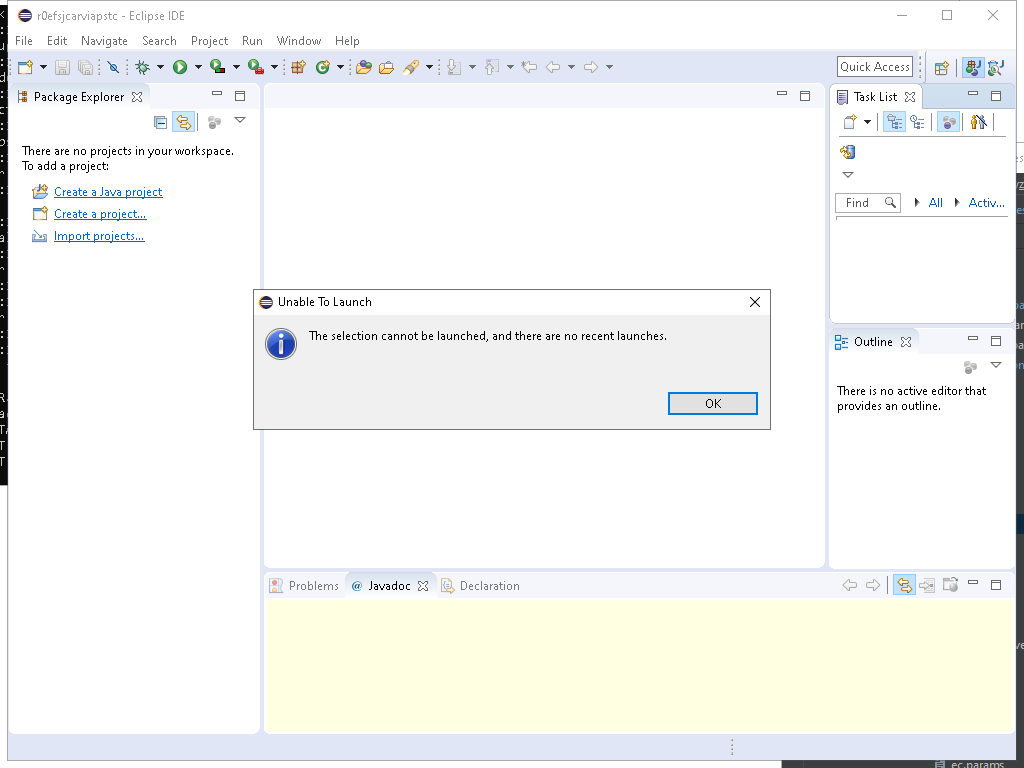 r0efsjcarviapstc - Eclipse IDE
File Edit Navigate Search Project Run Window Help
Quick Access
Package Explorer
Task List
There are no projects in your workspace.
To add a project:
Create a Java project
Create a project...
Import projects...
Find All Activ...
Unable To Launch
The selection cannot be launched, and there are no recent launches.
OK
Outline
There is no active editor that
provides an outline.
Problems @ Javadoc Declaration
ec.params